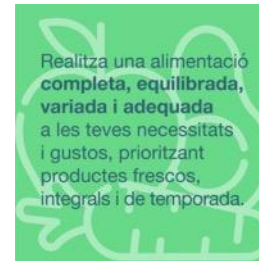 Realitza una alimentació
completa, equilibrada,
variada i adequada
a les teves necessitats
i gustos, prioritzant
productes frescos,
integrals i de temporada.